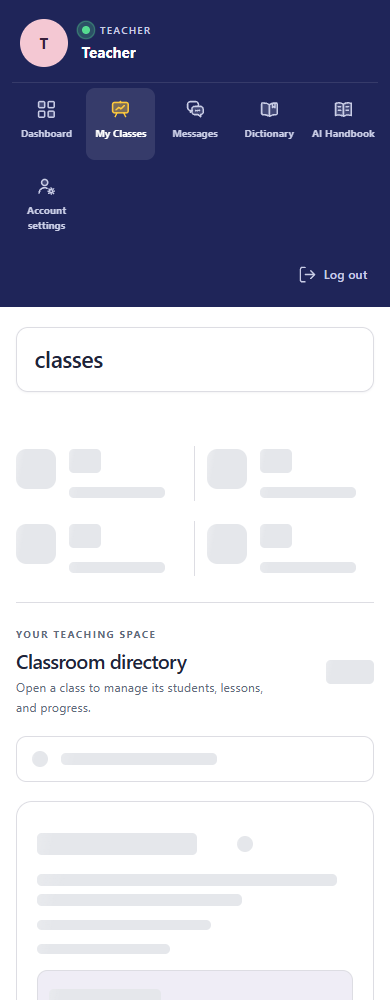 T
TEACHER
Teacher
Dashboard
My Classes
Messages
Dictionary
AI Handbook
Account
settings
Log out
classes
YOUR TEACHING SPACE
Classroom directory
Open a class to manage its students, lessons,
and progress.